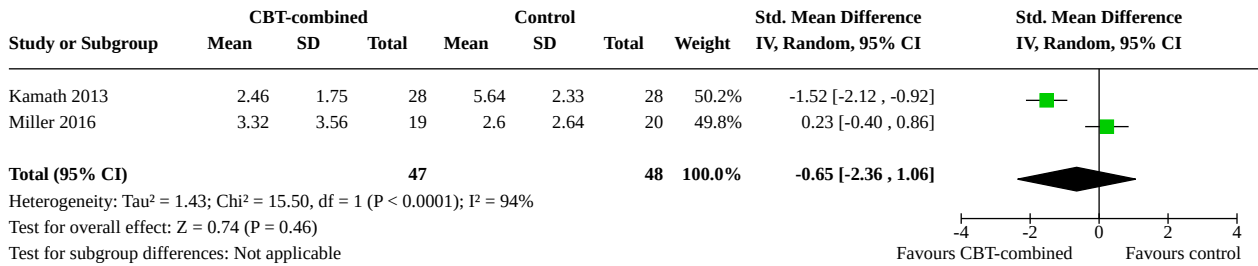 CBT-combined Control Std. Mean Difference Std. Mean Difference
Study or Subgroup Mean SD Total Mean SD Total Weight IV, Random, 95% CI IV, Random, 95% CI
Kamath 2013 2.46 1.75 28 5.64 2.33 28 50.2% -1.52 [-2.12 , -0.92]
Miller 2016 3.32 3.56 19 2.6 2.64 20 49.8% 0.23 [-0.40 , 0.86]
Total (95% CI) 47 48 100.0% -0.65 [-2.36 , 1.06]
Heterogeneity: Tau² = 1.43; Chi² = 15.50, df = 1 (P < 0.0001); I² = 94%
Test for overall effect: Z = 0.74 (P = 0.46)
-4 -2 0 2 4
Test for subgroup differences: Not applicable Favours CBT-combined Favours control